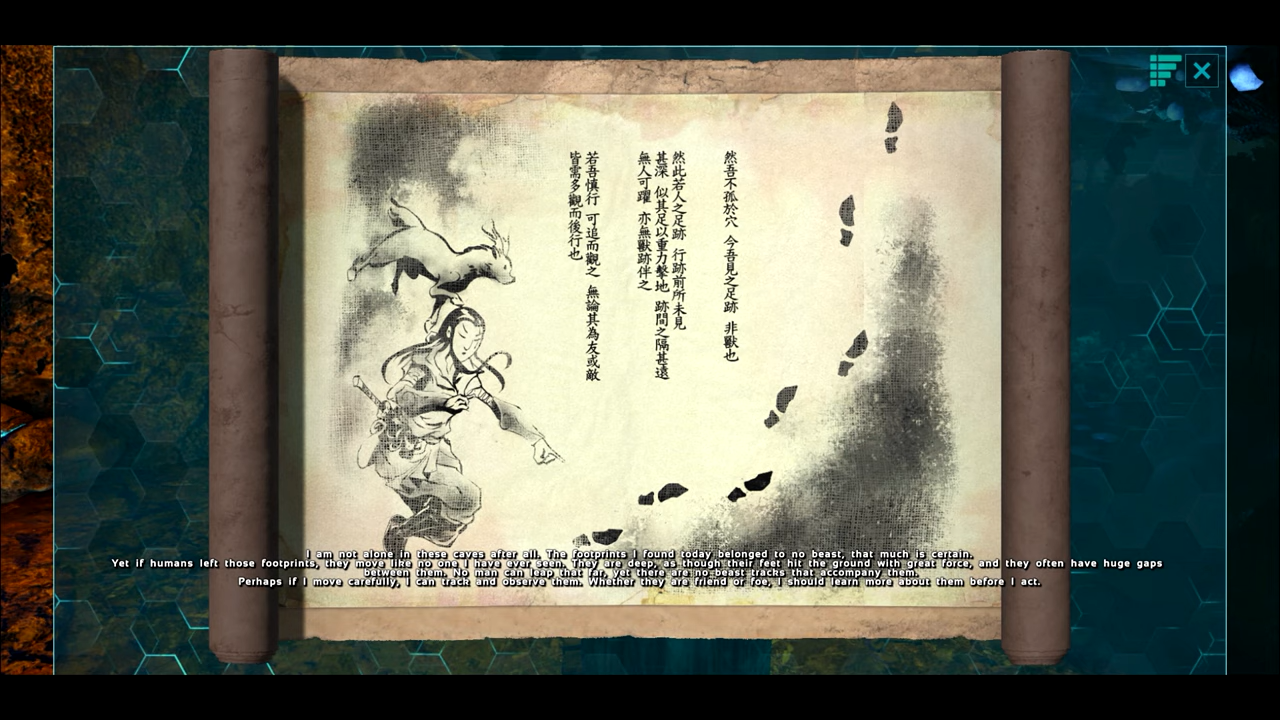 然吾不孤於穴 今吾見之足跡 非獸也
然此若人之足跡 行跡前所未見
甚深 似其足以重力擊地 跡間之隔甚遠
無人可躍 亦無獸跡伴之
若吾慎行 可追而觀之 無論其為友或敵
皆需多觀而後行也
I am not alone in these caves after all. The footprints I found today belonged to no beast, that much is certain.
Yet if humans left those footprints, they move like no one I have ever seen. They are deep, as though their feet hit the ground with great force, and they often have huge gaps
between them. No man can leap that far, yet there are no beast tracks that accompany them.
Perhaps if I move carefully, I can track and observe them. Whether they are friend or foe, I should learn more about them before I act.